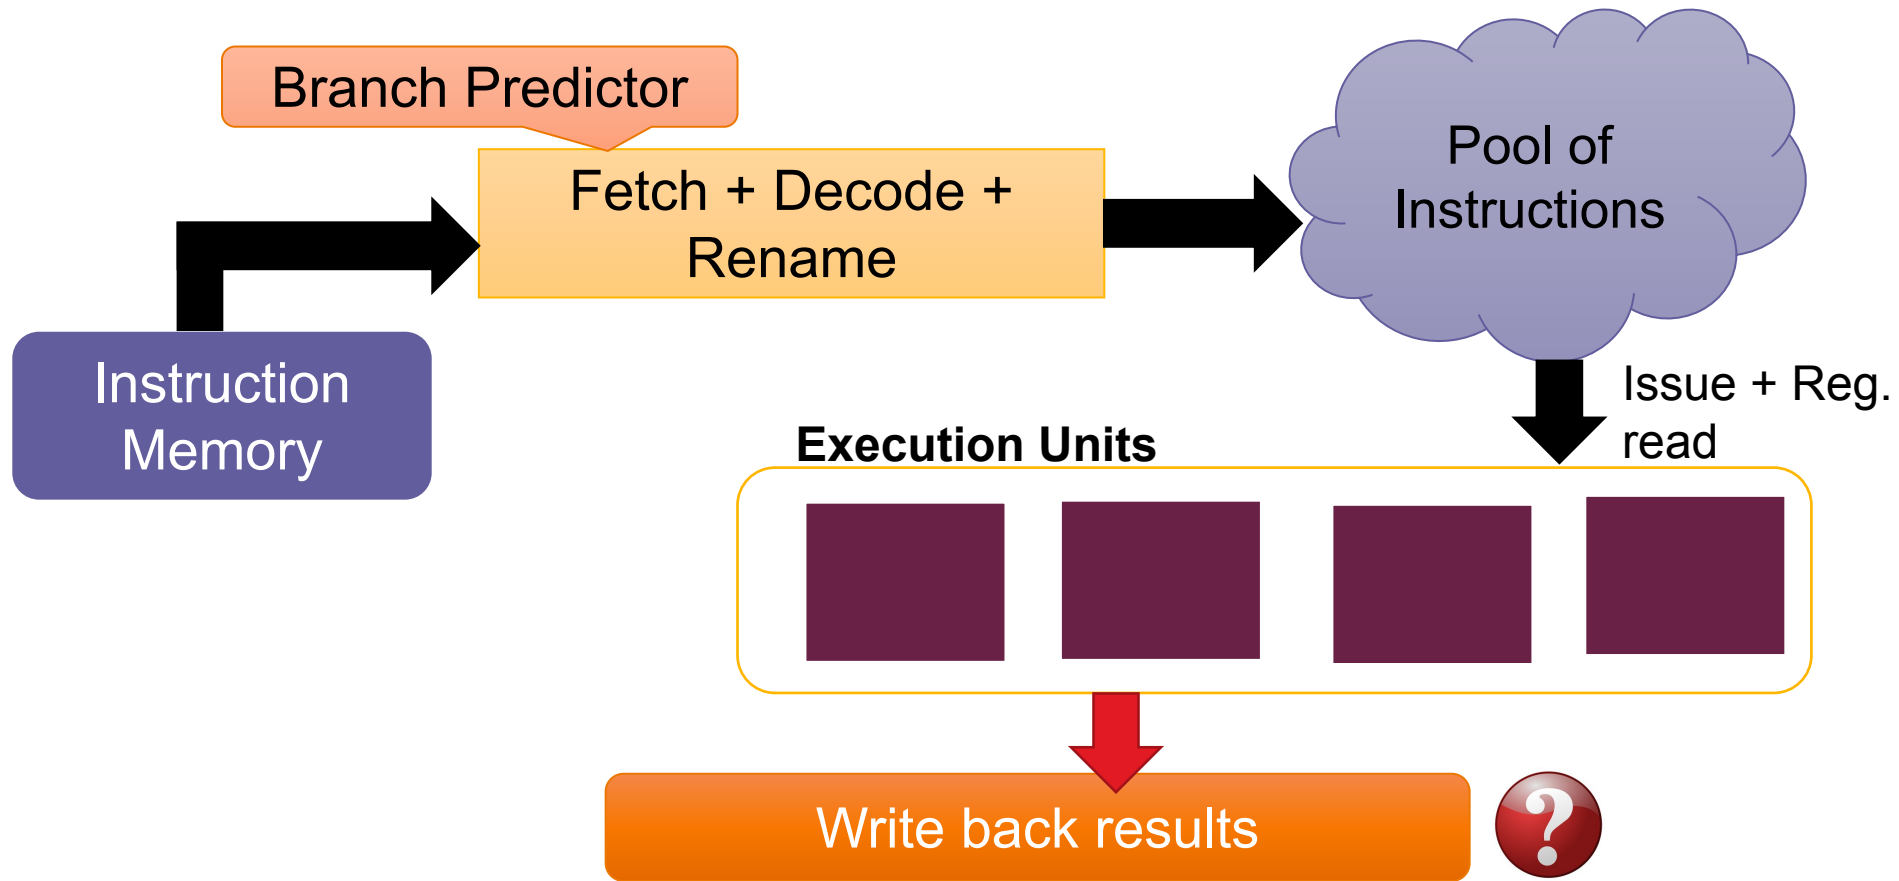 Branch Predictor
Fetch + Decode +
Rename
Pool of
Instructions
Instruction
Memory
Issue + Reg.
read
Execution Units
Write back results
?